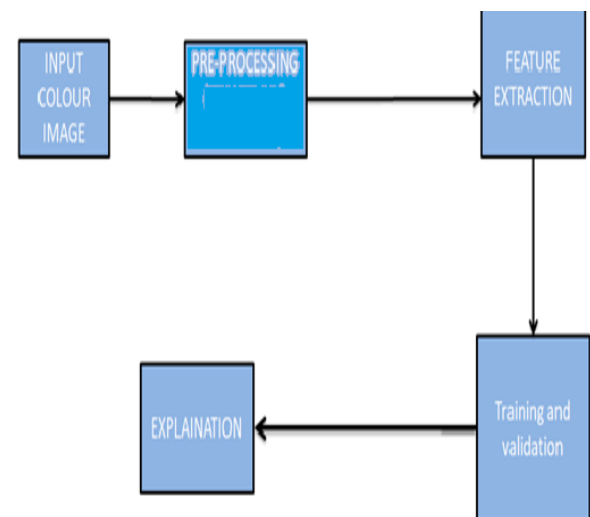 INPUT
COLOUR
IMAGE
PRE-PROCESSING
FEATURE
EXTRACTION
Training and
validation
EXPLAINATION